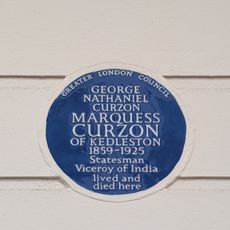 GREATER LONDON COUNCIL
GEORGE
NATHANIEL
CURZON
MARQUESS
CURZON
OF KEDLESTON
1859-1925
Statesman
Viceroy of India
lived and
died here